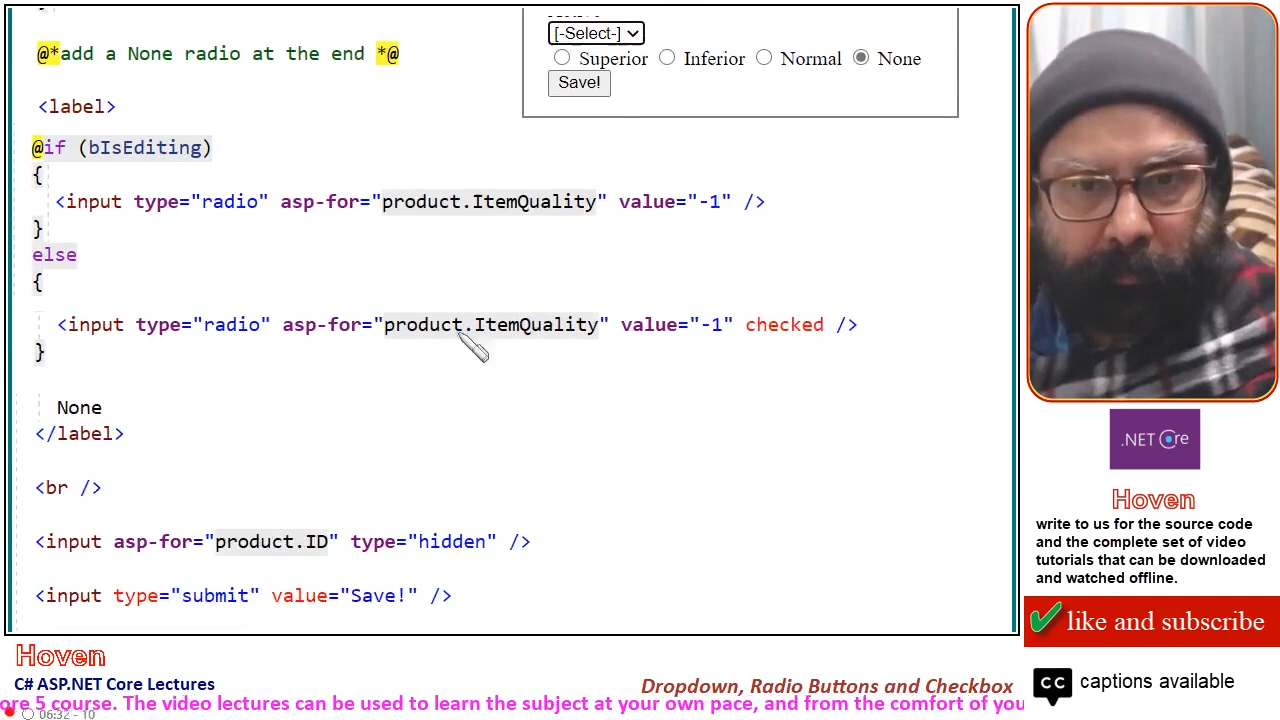 @*add a None radio at the end *@
<label>
@if (bIsEditing)
{
<input type="radio" asp-for="product.ItemQuality" value="-1" />
}
else
{
<input type="radio" asp-for="product.ItemQuality" value="-1" checked />
}
None
</label>
<br />
<input asp-for="product.ID" type="hidden" />
<input type="submit" value="Save!" />
[-Select-]
Superior Inferior Normal None
Save!
.NET Core
Hoven
write to us for the source code
and the complete set of video
tutorials that can be downloaded
and watched offline.
like and subscribe
CC captions available
Hoven
C# ASP.NET Core Lectures
Dropdown, Radio Buttons and Checkbox
ore 5 course. The video lectures can be used to learn the subject at your own pace, and from the comfort of you
06:32 - 10